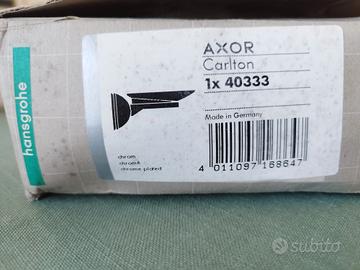 hansgrohe
AXOR
Carlton
1x 40333
Made in Germany
chrom
chromé
chrome plated
4 011097 168647
subito